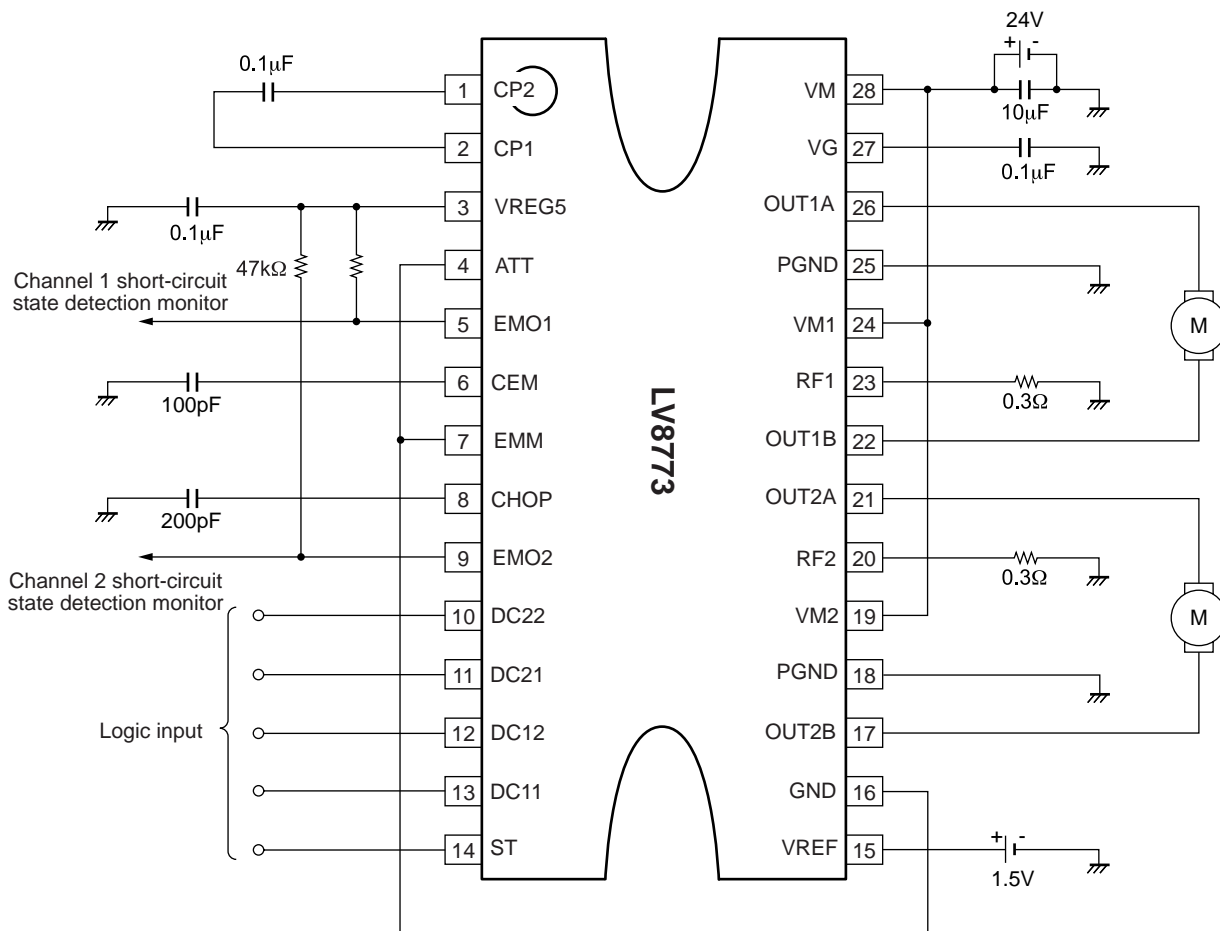 24V
+ -
0.1µF
1 CP2
VM 28
10µF
2 CP1
VG 27
0.1µF
3 VREG5
OUT1A 26
0.1µF
47kΩ
4 ATT
PGND 25
Channel 1 short-circuit
state detection monitor
5 EMO1
VM1 24
M
6 CEM
RF1 23
100pF
0.3Ω
LV8773
7 EMM
OUT1B 22
8 CHOP
OUT2A 21
200pF
9 EMO2
RF2 20
0.3Ω
Channel 2 short-circuit
state detection monitor
10 DC22
VM2 19
M
11 DC21
PGND 18
Logic input
12 DC12
OUT2B 17
13 DC11
GND 16
14 ST
VREF 15
+ -
1.5V